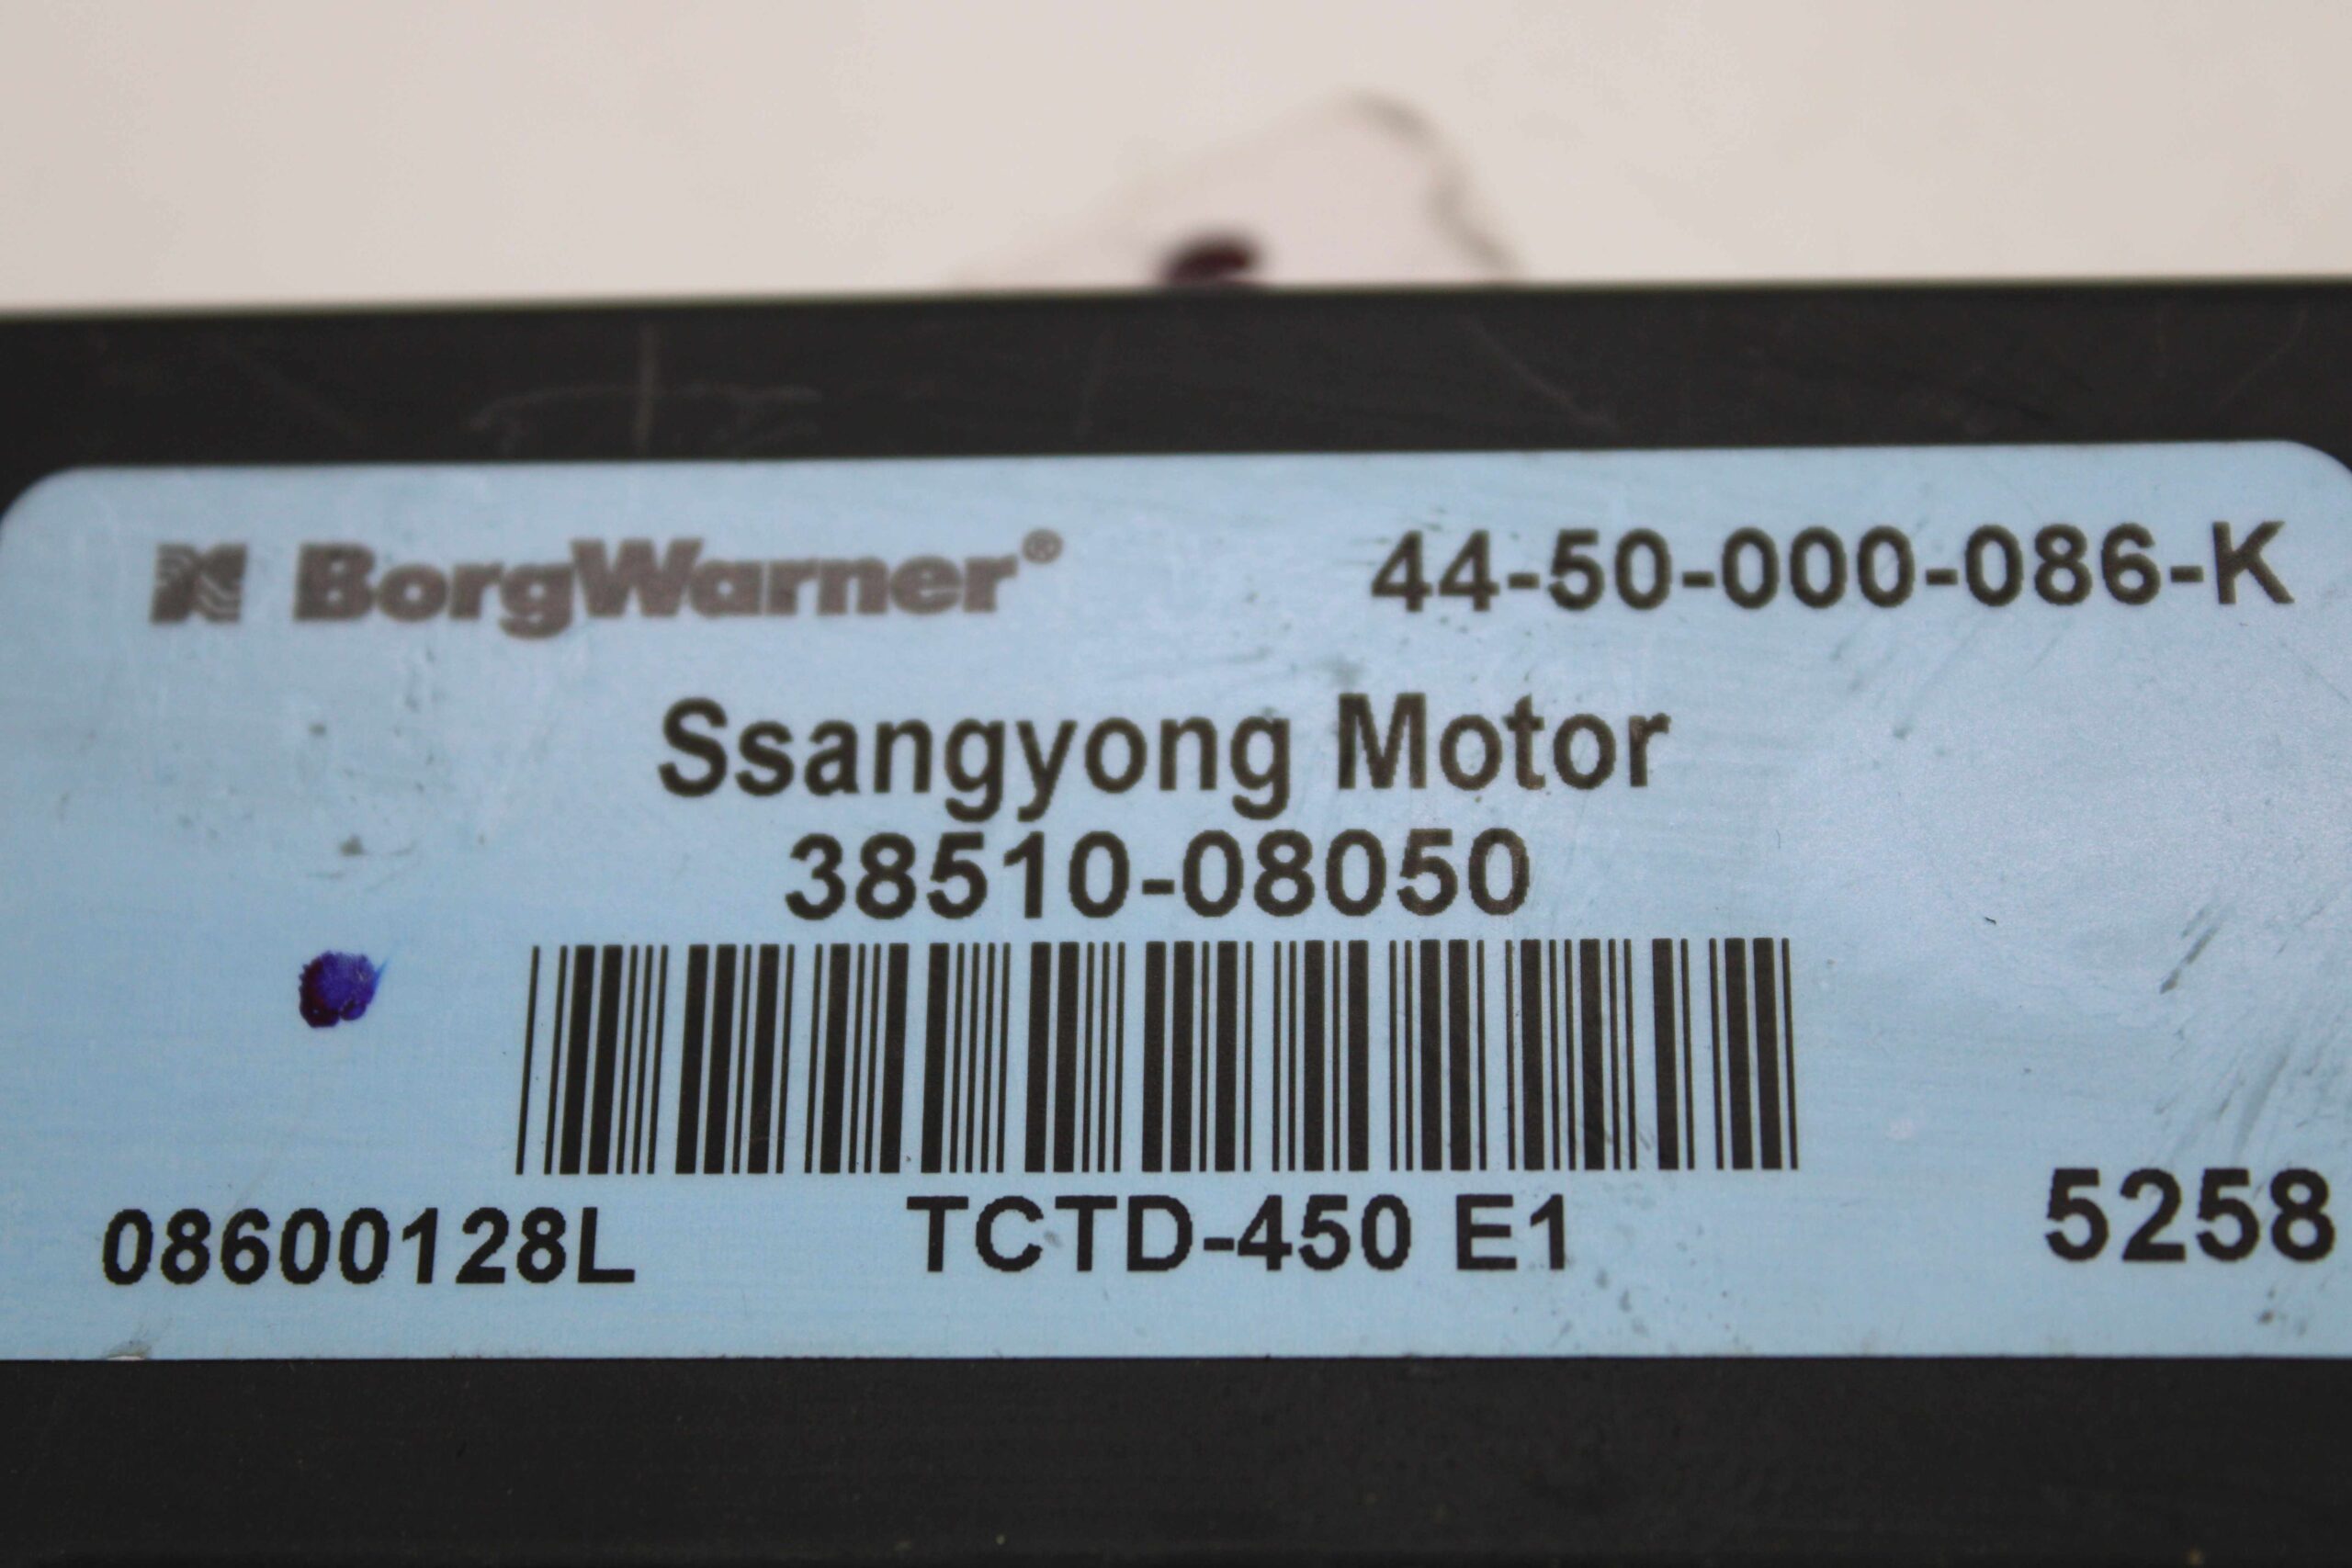 BorgWarner® 44-50-000-086-K
Ssangyong Motor
38510-08050
08600128L TCTD-450 E1 5258